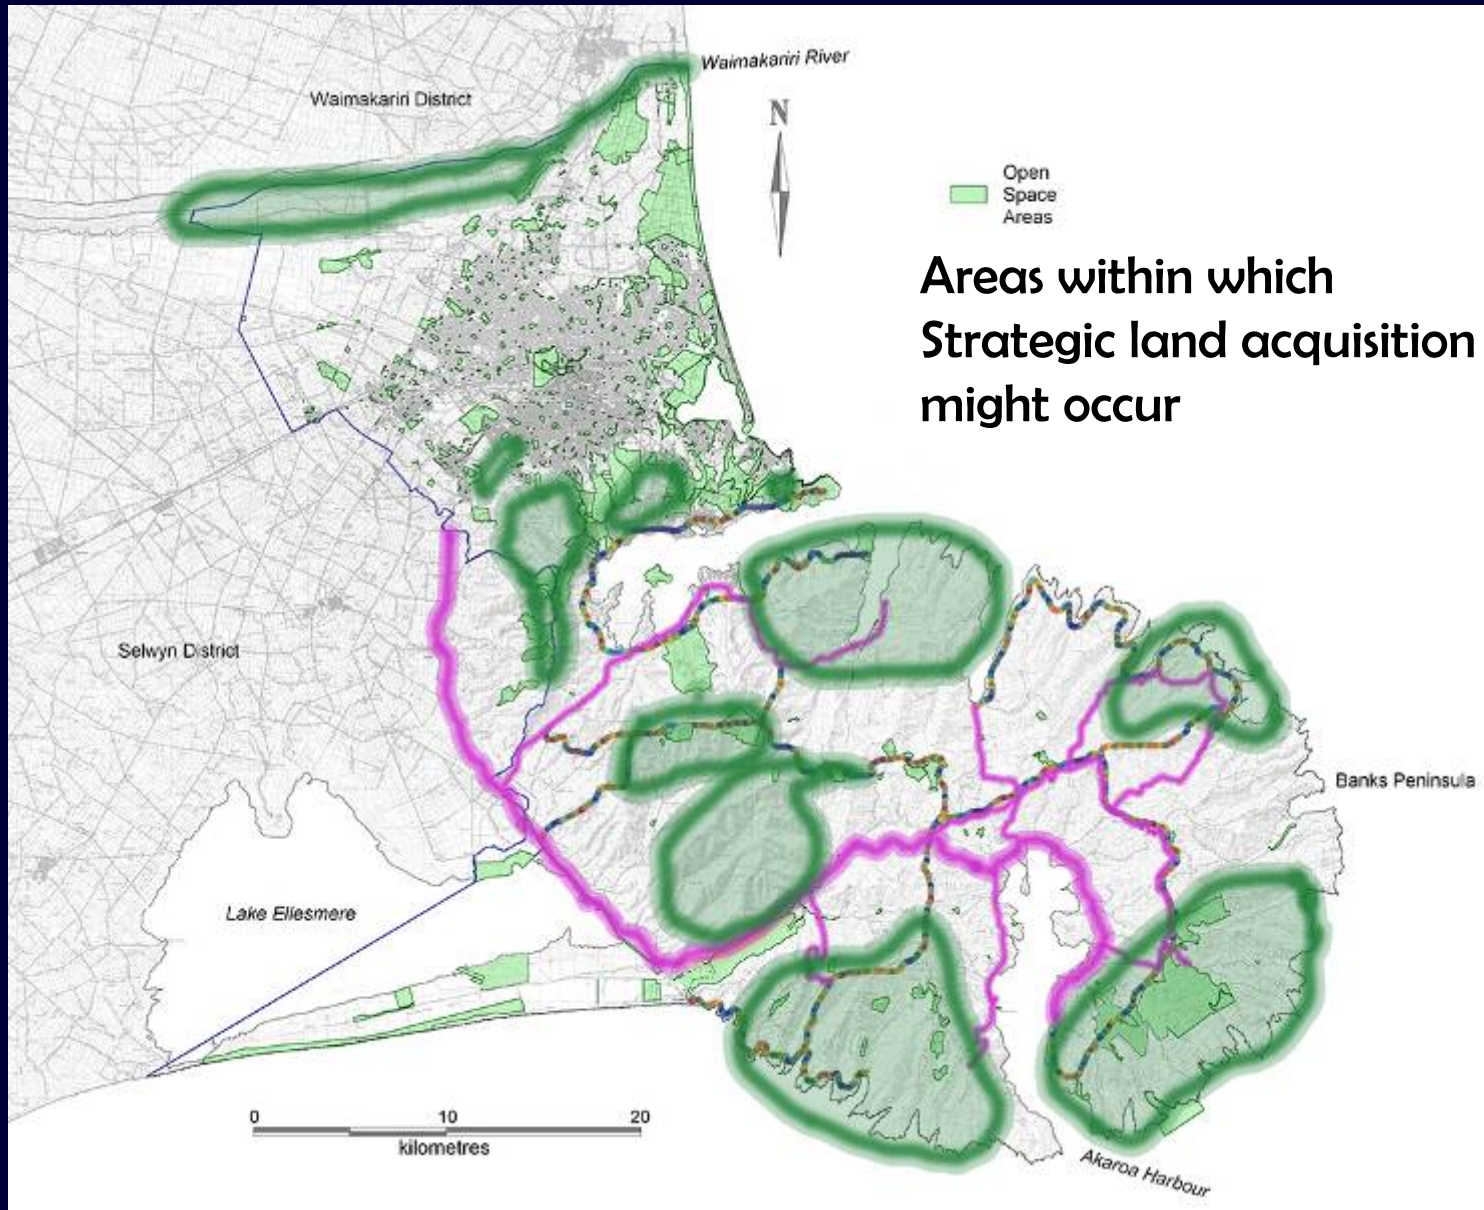 Waimakariri River
Waimakariri District
N
Open
Space
Areas
Areas within which
Strategic land acquisition
might occur
Selwyn District
Banks Peninsula
Lake Ellesmere
0 10 20
kilometres
Akaroa Harbour